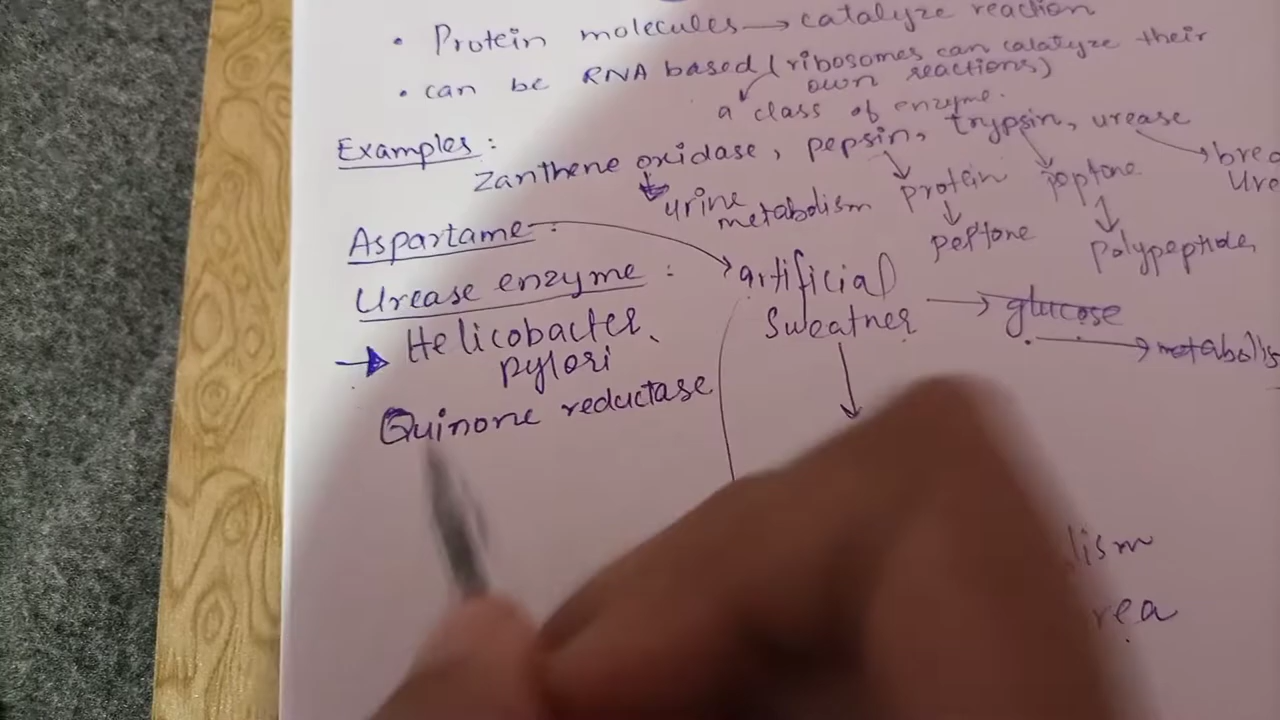 • Protein molecules → catalyze reaction
• can be RNA based (ribosomes can catalyze their
own reactions)
a class of enzyme.
Examples:
Zanthene oxidase, pepsin, trypsin, urease
urine
metabolism
protein
peptone
peptone
Polypeptide,
Aspartame - :
artificial
Sweatner → glucose
Urease enzyme :
→ Helicobacter
pylori
Quinone reductase